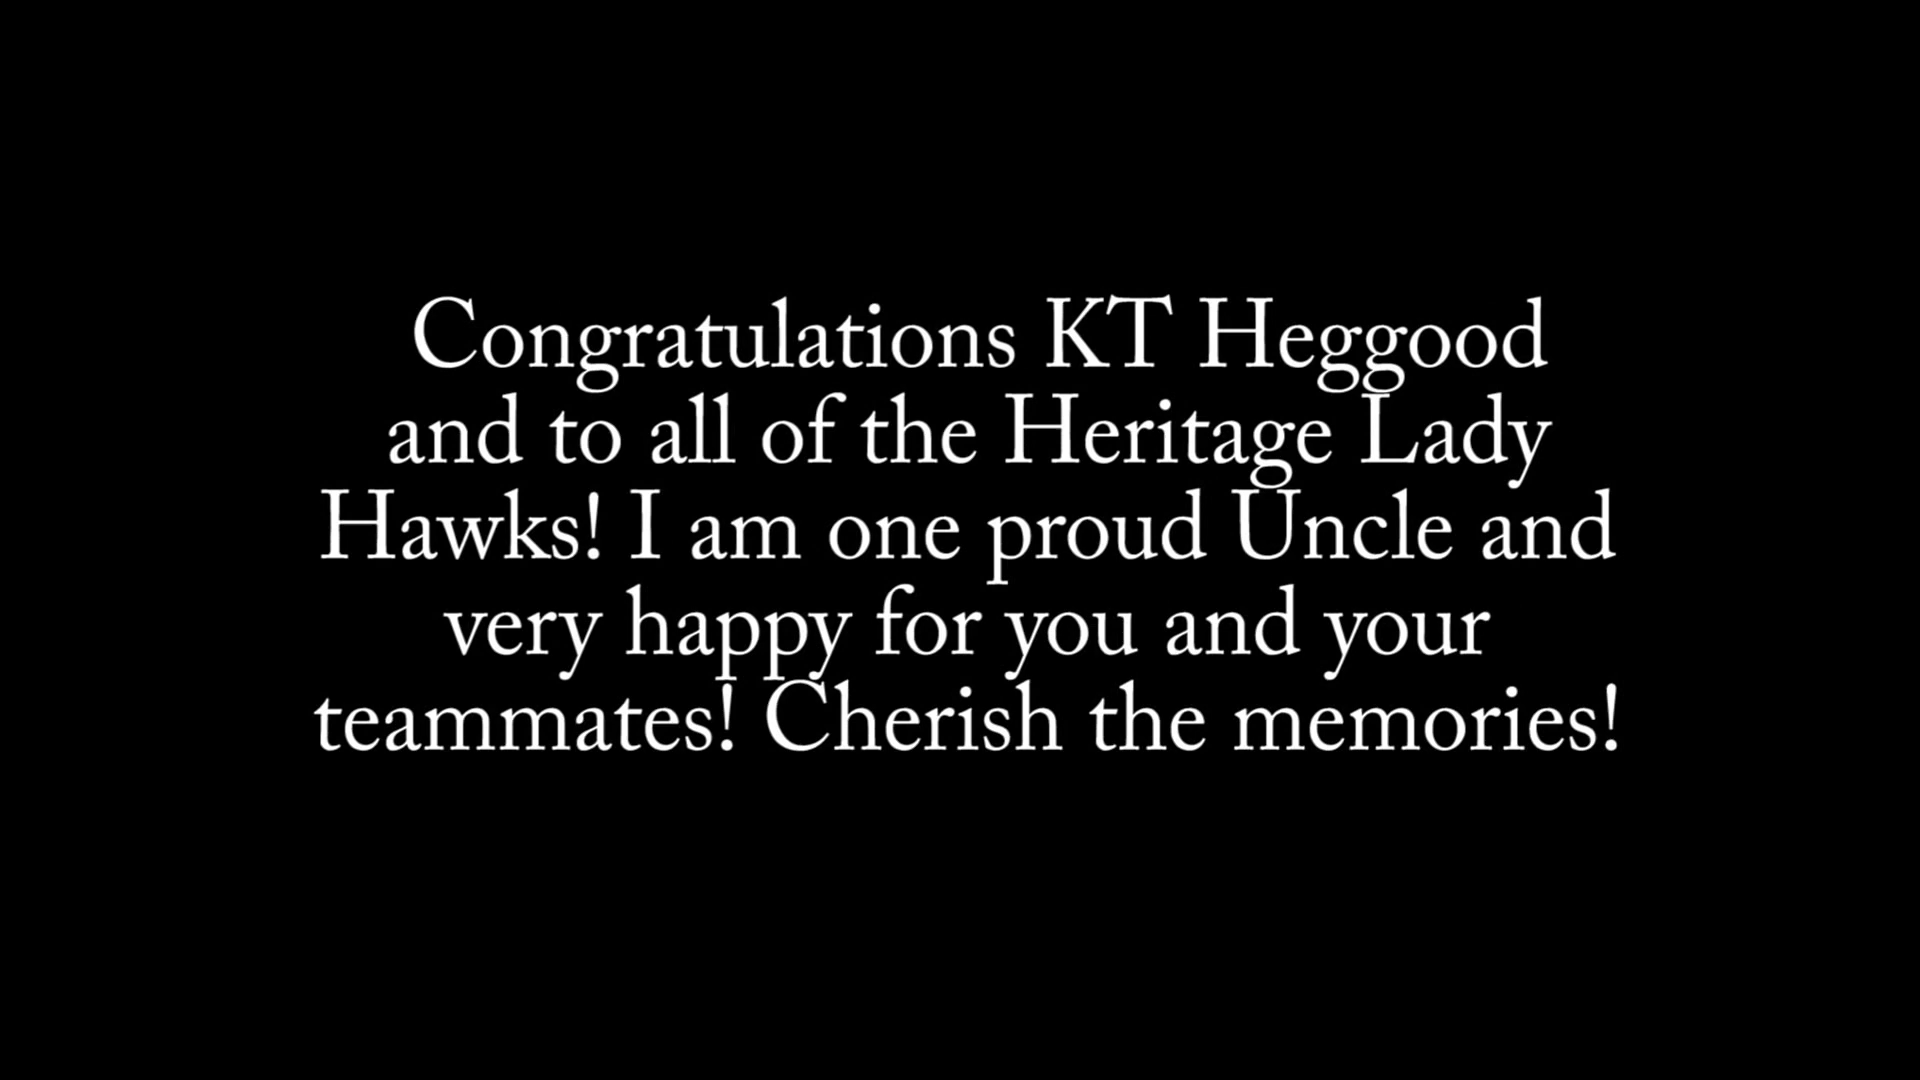 Congratulations KT Heggood
and to all of the Heritage Lady
Hawks! I am one proud Uncle and
very happy for you and your
teammates! Cherish the memories!